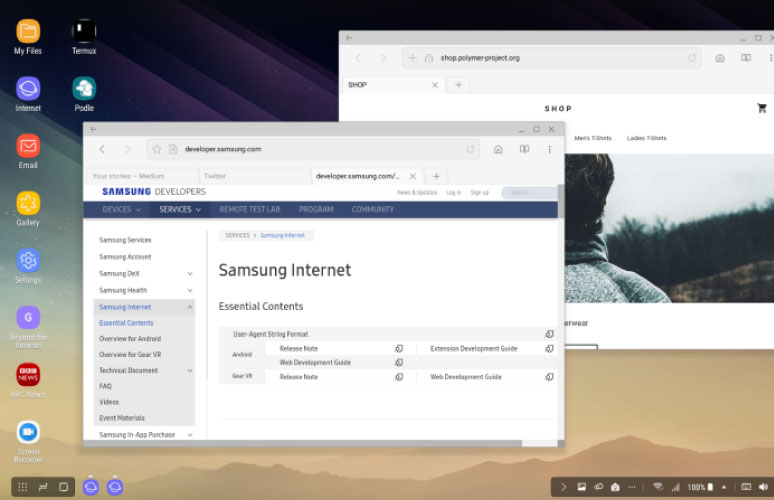 My Files
Termux
Internet
Podle
Email
Gallery
Settings
G
Beyond the
Browser
BBC
NEWS
BBC News
Screen
Recorder
shop.polymer-project.org
SHOP
SHOP
Men's T-Shirts
Ladies T-Shirts
erwear
developer.samsung.com
Your stories – Medium
Twitter
developer.samsung.com/...
SAMSUNG DEVELOPERS
News & Updates
Log in
Sign up
Search
DEVICES
SERVICES
REMOTE TEST LAB
PROGRAM
COMMUNITY
Samsung Services
Samsung Account
Samsung DeX
Samsung Health
Samsung Internet
Essential Contents
Overview for Android
Overview for Gear VR
Technical Document
FAQ
Videos
Event Materials
Samsung In-App Purchase
SERVICES > Samsung Internet
Samsung Internet
Essential Contents
User-Agent String Format
Android
Release Note
Extension Development Guide
Web Development Guide
Gear VR
Release Note
Web Development Guide
100%